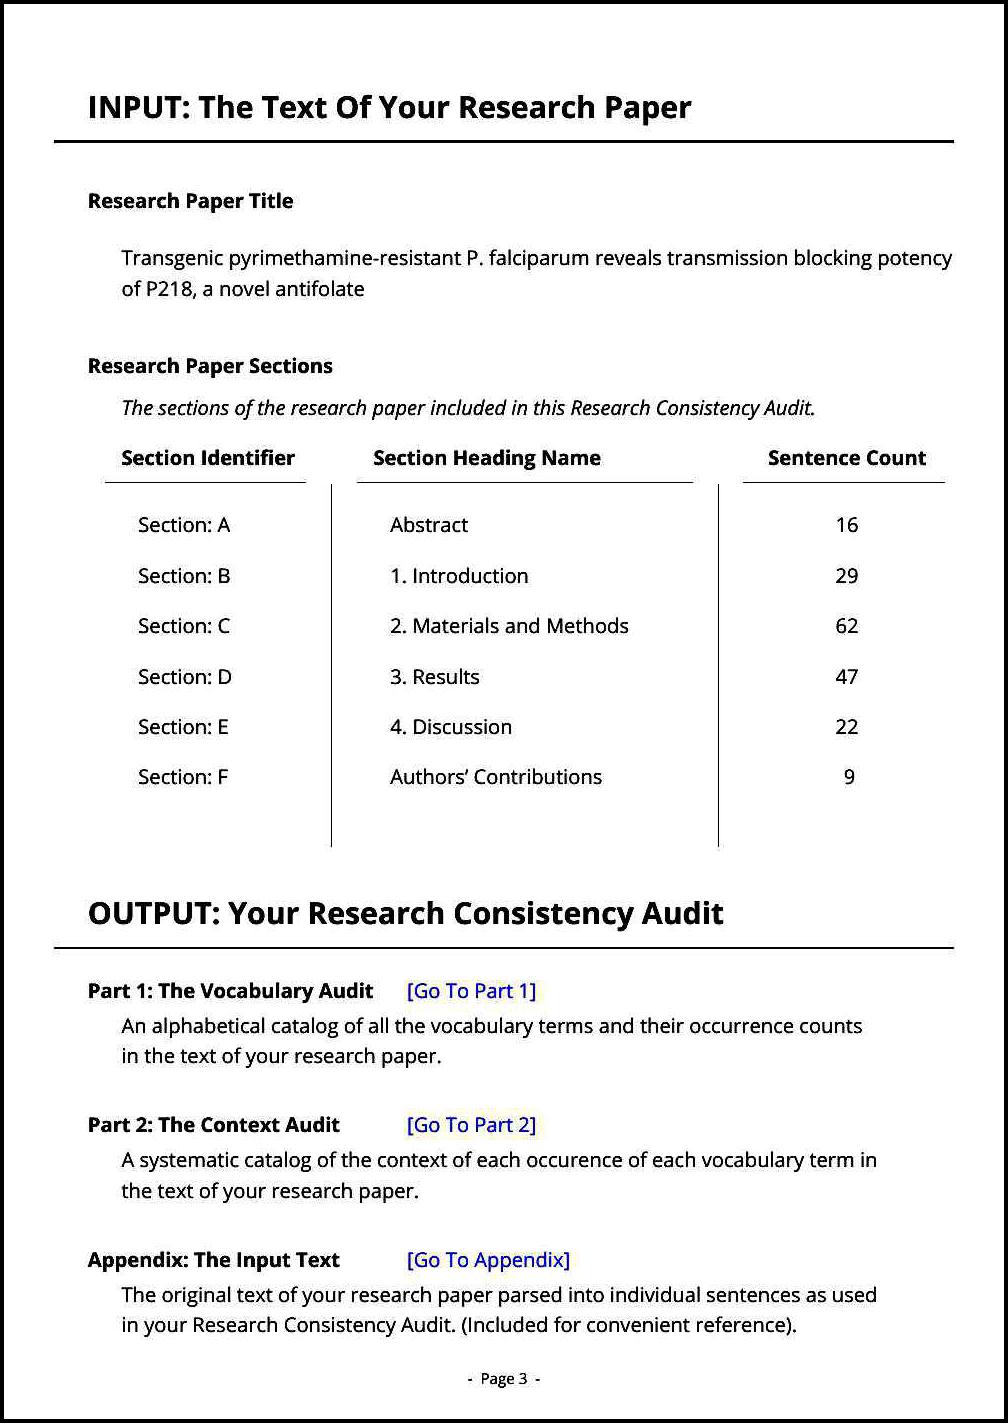 INPUT: The Text Of Your Research Paper
Research Paper Title
Transgenic pyrimethamine-resistant P. falciparum reveals transmission blocking potency
of P218, a novel antifolate
Research Paper Sections
The sections of the research paper included in this Research Consistency Audit.
Section Identifier Section Heading Name Sentence Count
Section: A Abstract 16
Section: B 1. Introduction 29
Section: C 2. Materials and Methods 62
Section: D 3. Results 47
Section: E 4. Discussion 22
Section: F Authors’ Contributions 9
OUTPUT: Your Research Consistency Audit
Part 1: The Vocabulary Audit [Go To Part 1]
An alphabetical catalog of all the vocabulary terms and their occurrence counts
in the text of your research paper.
Part 2: The Context Audit [Go To Part 2]
A systematic catalog of the context of each occurence of each vocabulary term in
the text of your research paper.
Appendix: The Input Text [Go To Appendix]
The original text of your research paper parsed into individual sentences as used
in your Research Consistency Audit. (Included for convenient reference).
- Page 3 -